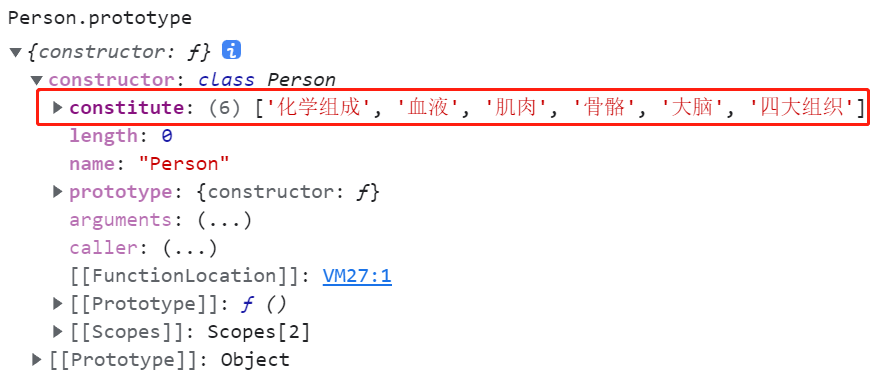 Person.prototype
▼{constructor: ƒ} i
▼constructor: class Person
▶constitute: (6) ['化学组成', '血液', '肌肉', '骨骼', '大脑', '四大组织']
length: 0
name: "Person"
▶prototype: {constructor: ƒ}
arguments: (...)
caller: (...)
[[FunctionLocation]]: VM27:1
▶[[Prototype]]: ƒ ()
▶[[Scopes]]: Scopes[2]
▶[[Prototype]]: Object